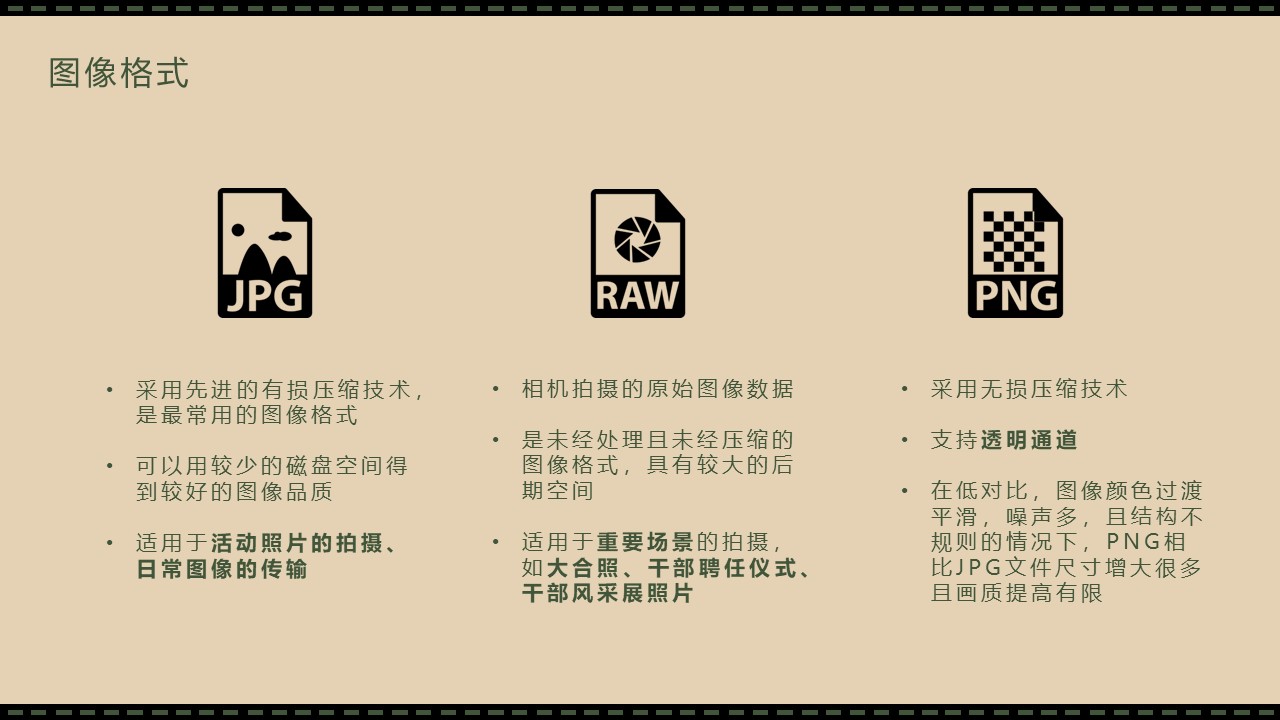 图像格式
JPG
• 采用先进的有损压缩技术，
是最常用的图像格式
• 可以用较少的磁盘空间得
到较好的图像品质
• 适用于活动照片的拍摄、
日常图像的传输
RAW
• 相机拍摄的原始图像数据
• 是未经处理且未经压缩的
图像格式，具有较大的后
期空间
• 适用于重要场景的拍摄，
如大合照、干部聘任仪式、
干部风采展照片
PNG
• 采用无损压缩技术
• 支持透明通道
• 在低对比，图像颜色过渡
平滑，噪声多，且结构不
规则的情况下，PNG相
比JPG文件尺寸增大很多
且画质提高有限